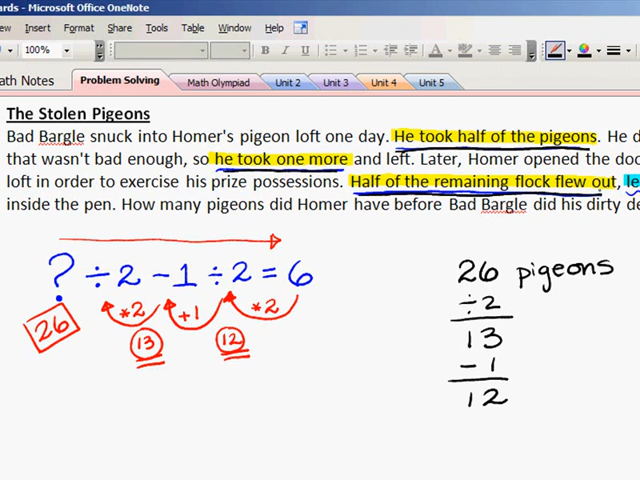 ards - Microsoft Office OneNote
Insert Format Tools Table Window Help
100% B I U
ath Notes Problem Solving Math Olympiad Unit 2 Unit 3 Unit 4 Unit 5
The Stolen Pigeons
Bad Bargle snuck into Homer's pigeon loft one day. He took half of the pigeons. He d
that wasn't bad enough, so he took one more and left. Later, Homer opened the doo
loft in order to exercise his prize possessions. Half of the remaining flock flew out, le
inside the pen. How many pigeons did Homer have before Bad Bargle did his dirty de
? ÷ 2 - 1 ÷ 2 = 6
*2 +1 *2
26 13 12
26 pigeons
÷2
13
- 1
12